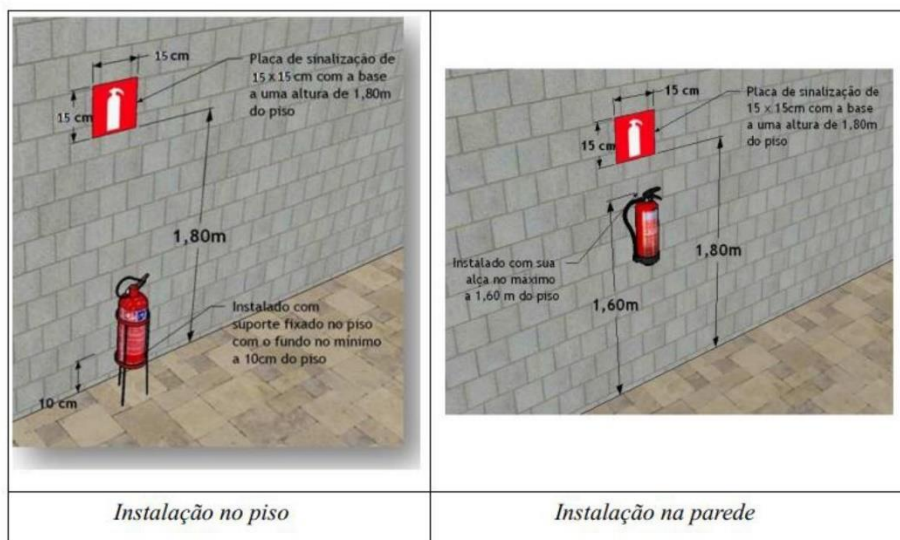 15 cm
Placa de sinalização de
15 x 15 cm com a base
a uma altura de 1,80m
do piso
15 cm
1,80m
Instalado com
suporte fixado no piso
com o fundo no mínimo
a 10cm do piso
10 cm
Instalação no piso
15 cm
Placa de sinalização de
15 x 15cm com a base
a uma altura de 1,80m
do piso
15 cm
Instalado com sua
alça no máximo
a 1,60 m do piso
1,60m
1,80m
Instalação na parede